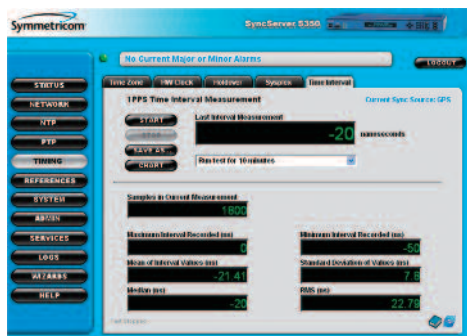 Symmetricom
SyncServer S350
No Current Major or Minor Alarms
LOGOUT
STATUS
NETWORK
NTP
PTP
TIMING
REFERENCES
SYSTEM
ADMIN
SERVICES
LOGS
WIZARDS
HELP
Time Zone HW Clock Holdover Sysplex Time Interval
1PPS Time Interval Measurement
Current Sync Source: GPS
START
STOP
SAVE AS...
CHART
Last Interval Measurement
-20 nanoseconds
Run test for 10 minutes
Samples in Current Measurement
1800
Maximum Interval Recorded (ns)
0
Minimum Interval Recorded (ns)
-50
Mean of Interval Values (ns)
-21.41
Standard Deviation of Values (ns)
7.8
Median (ns)
-20
RMS (ns)
22.79